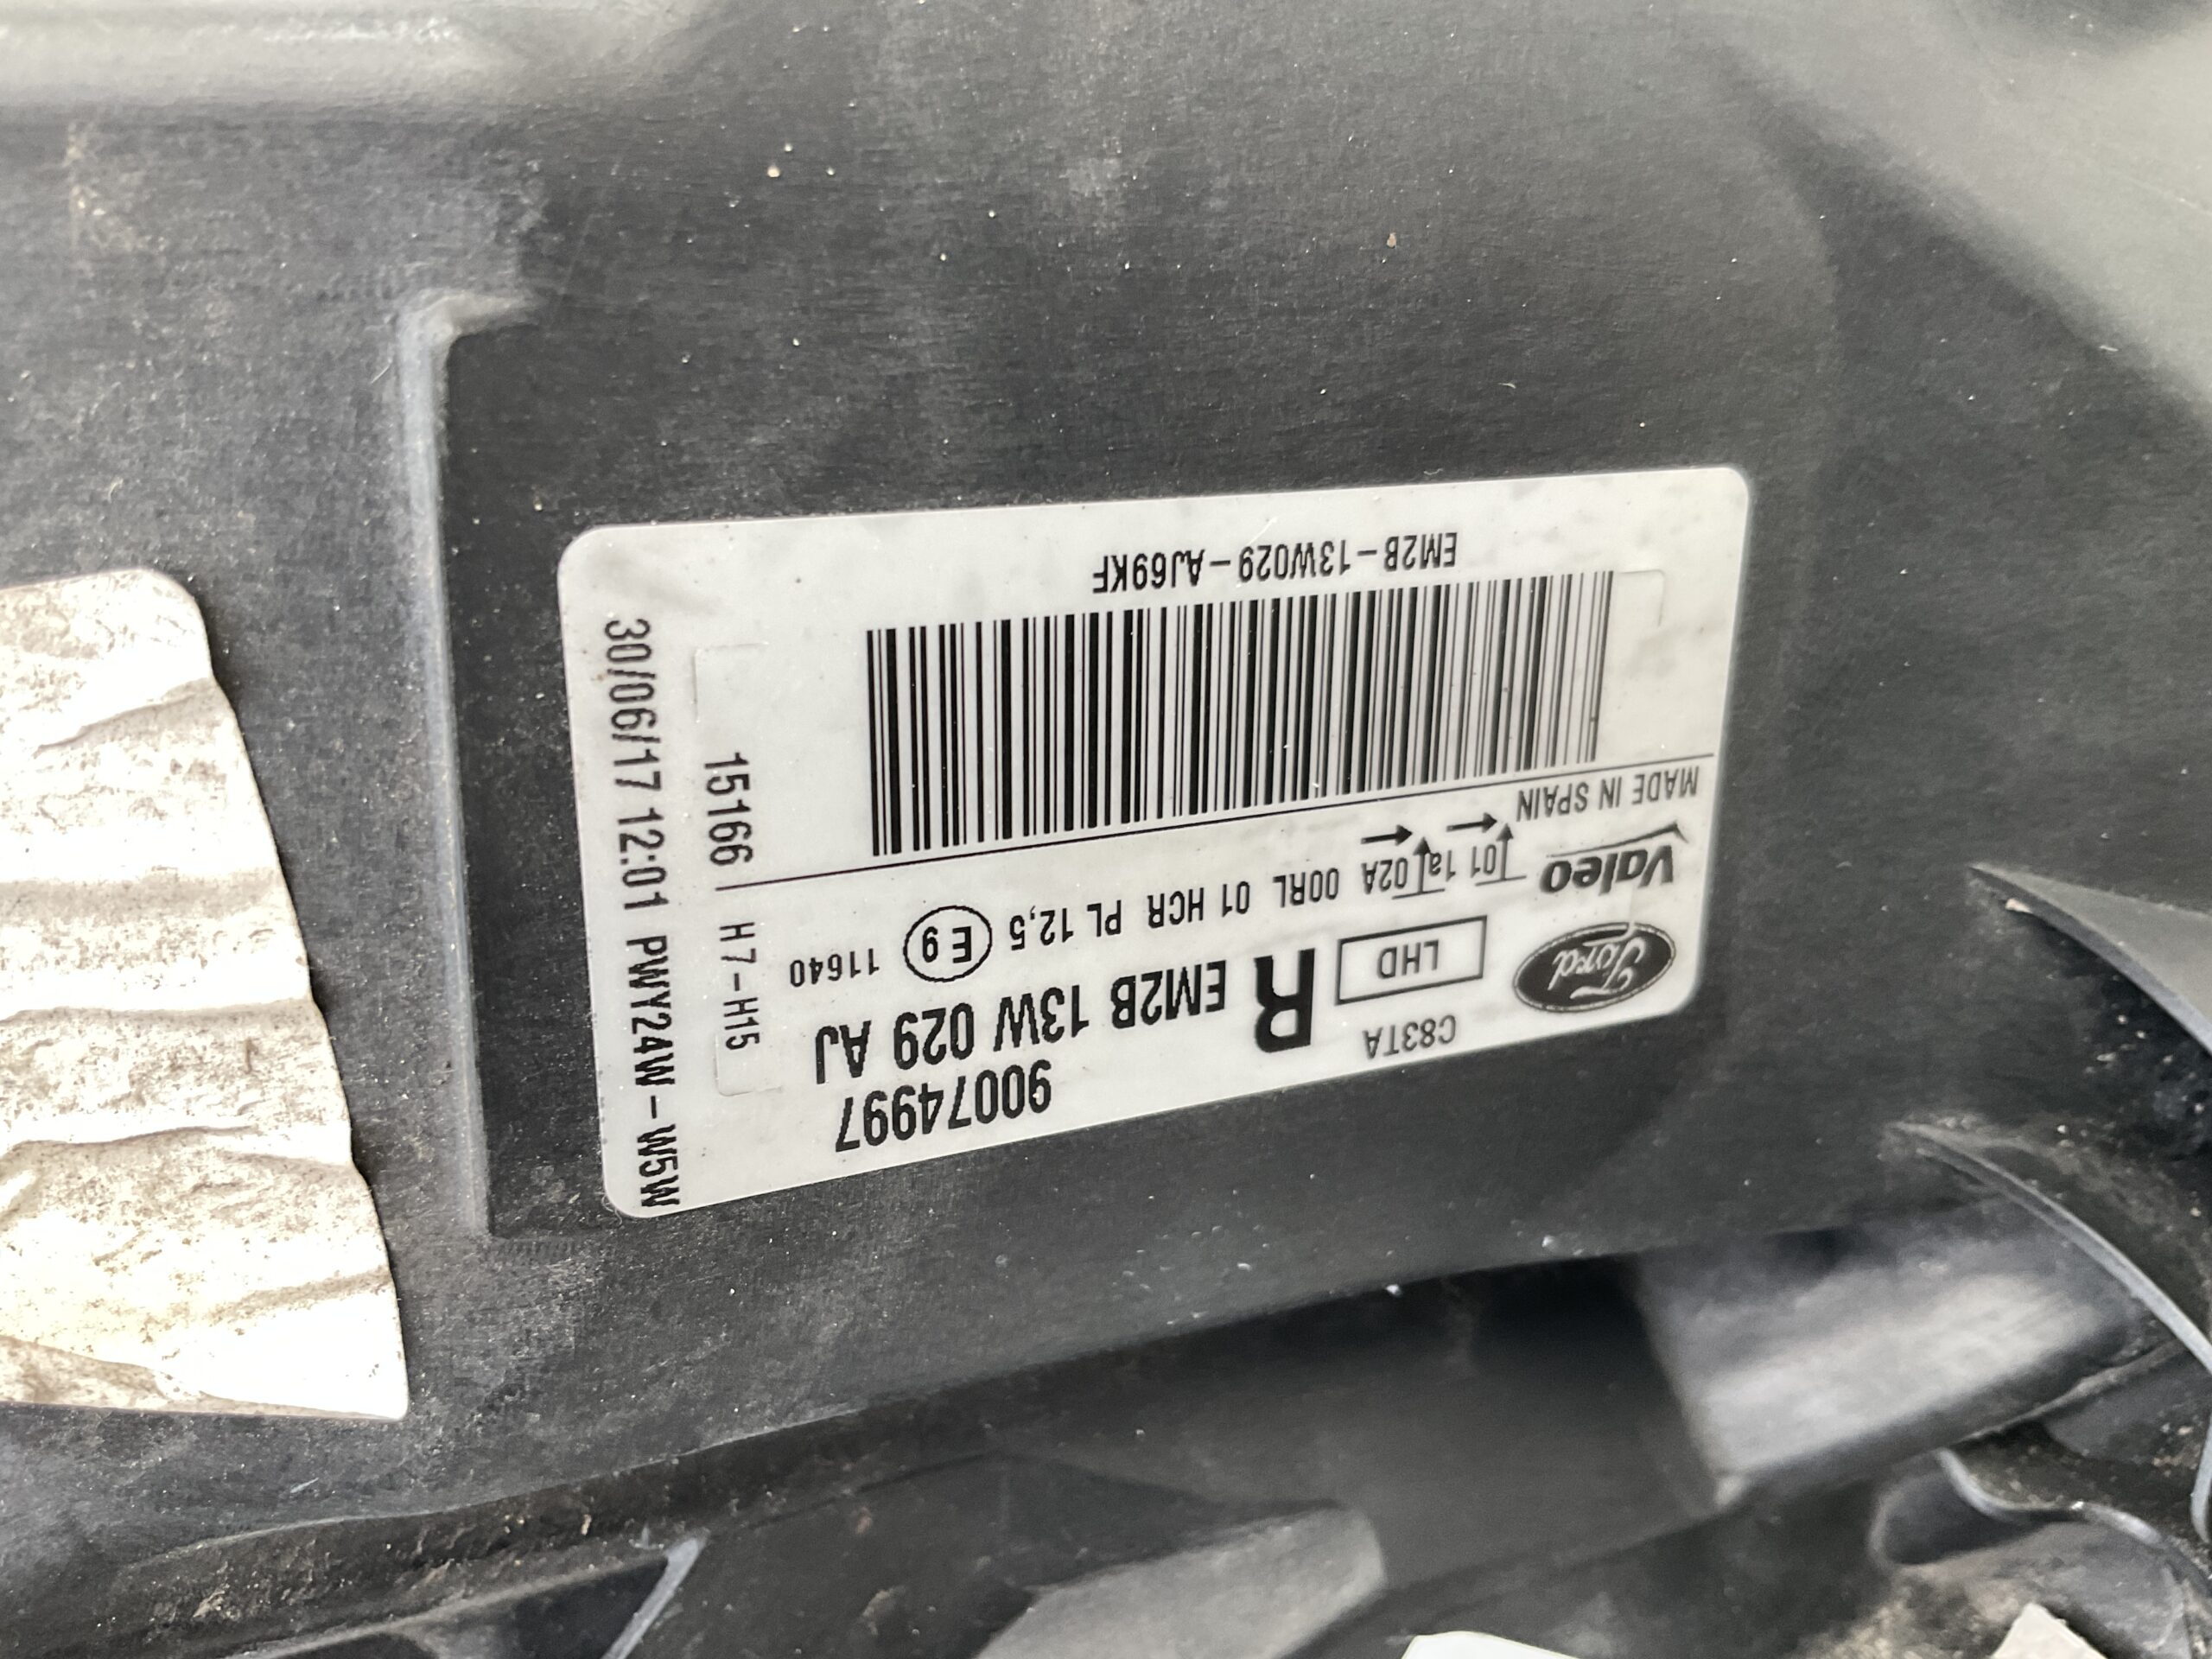 90074997
C83TA
Ford
LHD
R
EM2B 13W 029 AJ
Valeo
01 1a 02A 00RL 01 HCR PL 12,5 E9 11640
MADE IN SPAIN
EM2B-13W029-AJ69KF
15166 H7-H15
30/06/17 12:01 PWY24W-W5W